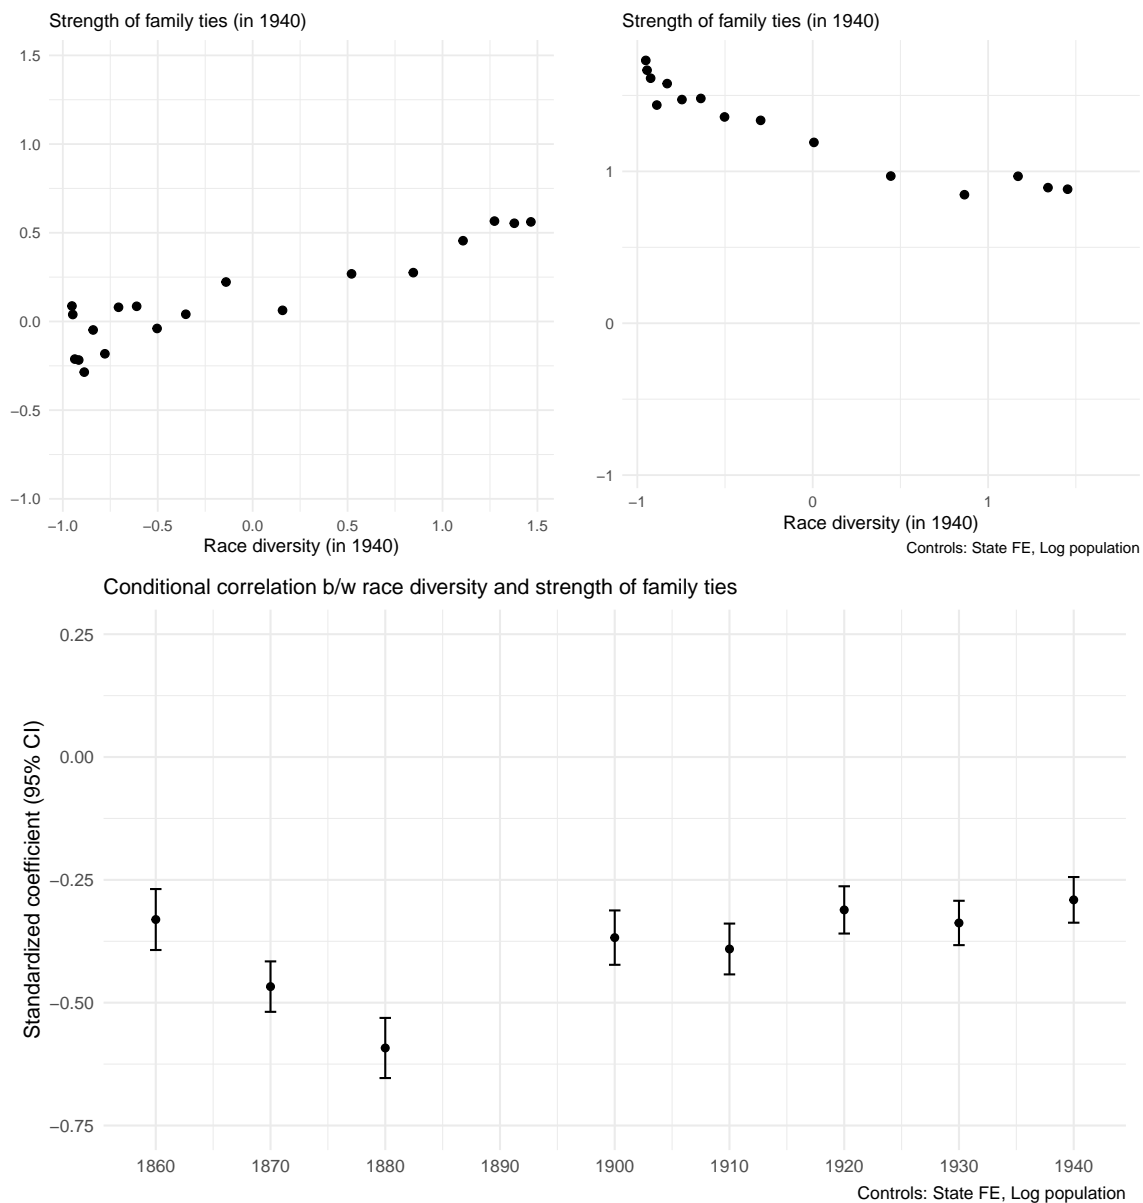 Strength of family ties (in 1940)
1.5
1.0
0.5
0.0
−0.5
−1.0
−1.0 −0.5 0.0 0.5 1.0 1.5
Race diversity (in 1940)
Strength of family ties (in 1940)
1
0
−1
−1 0 1
Race diversity (in 1940)
Controls: State FE, Log population
Conditional correlation b/w race diversity and strength of family ties
Standardized coefficient (95% CI)
0.25
0.00
−0.25
−0.50
−0.75
1860 1870 1880 1890 1900 1910 1920 1930 1940
Controls: State FE, Log population